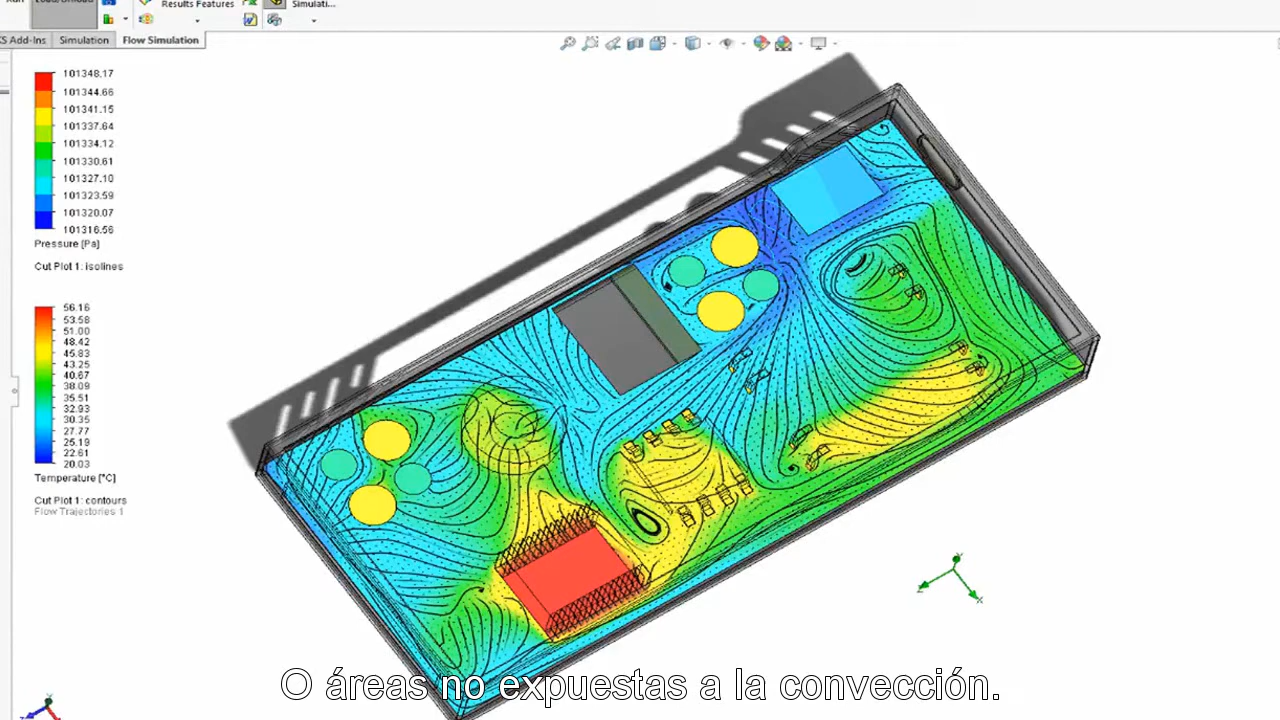 Results Features
Simulati...
S Add-Ins
Simulation
Flow Simulation
101348.17
101344.66
101341.15
101337.64
101334.12
101330.61
101327.10
101323.59
101320.07
101316.56
Pressure [Pa]
Cut Plot 1: isolines
56.16
53.58
51.00
48.42
45.83
43.25
40.67
38.09
35.51
32.93
30.35
27.77
25.19
22.61
20.03
Temperature [°C]
Cut Plot 1: contours
Flow Trajectories 1
O áreas no expuestas a la convección.